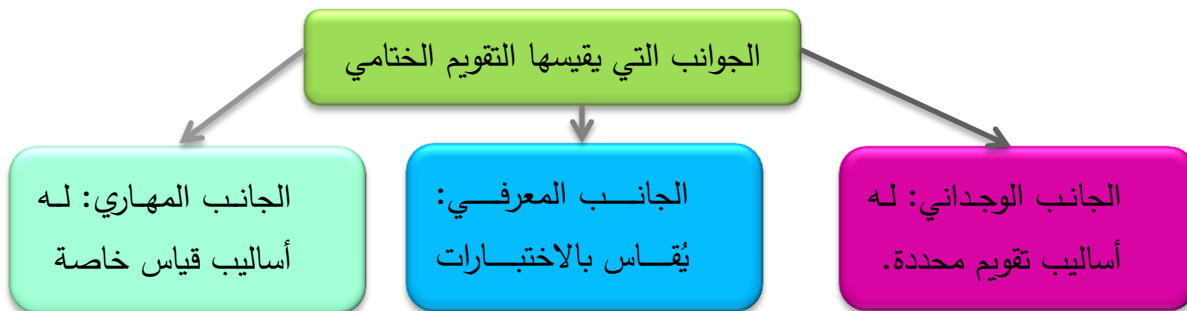 الجوانب التي يقيسها التقويم الختامي
الجانب الوجداني: له
أساليب تقويم محددة.
الجانب المعرفي:
يُقاس بالاختبارات
الجانب المهاري: له
أساليب قياس خاصة